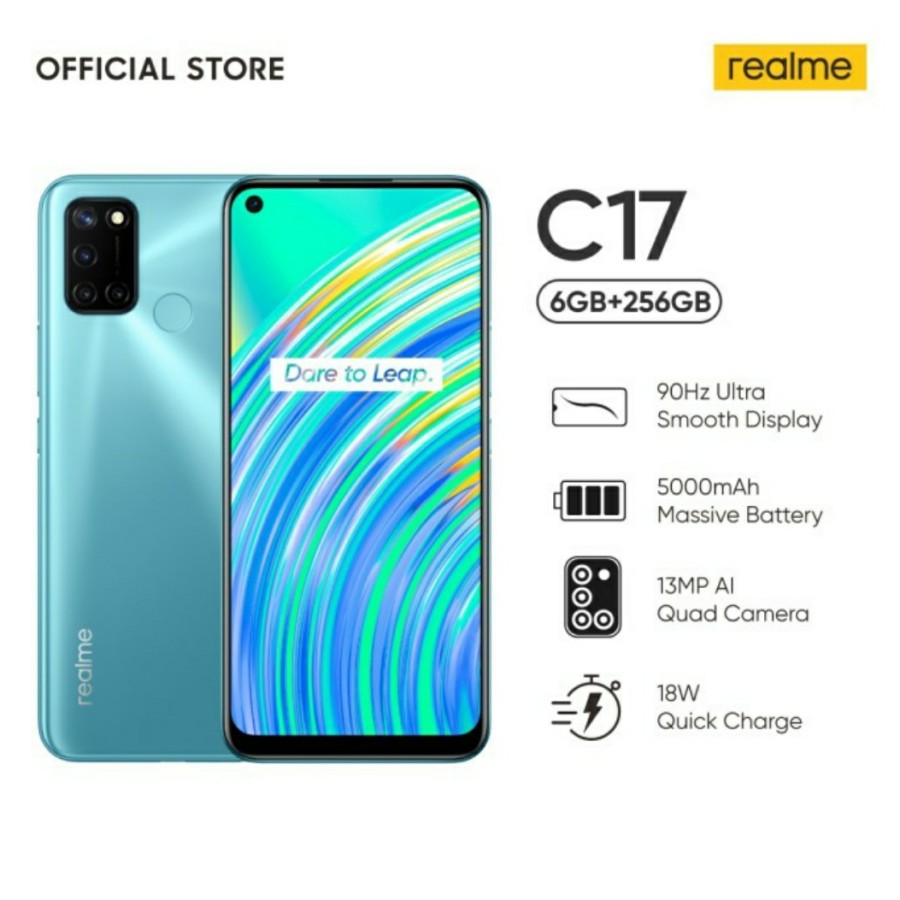 OFFICIAL STORE
realme
C17
6GB+256GB
Dare to Leap.
90Hz Ultra
Smooth Display
5000mAh
Massive Battery
13MP AI
Quad Camera
18W
Quick Charge
realme